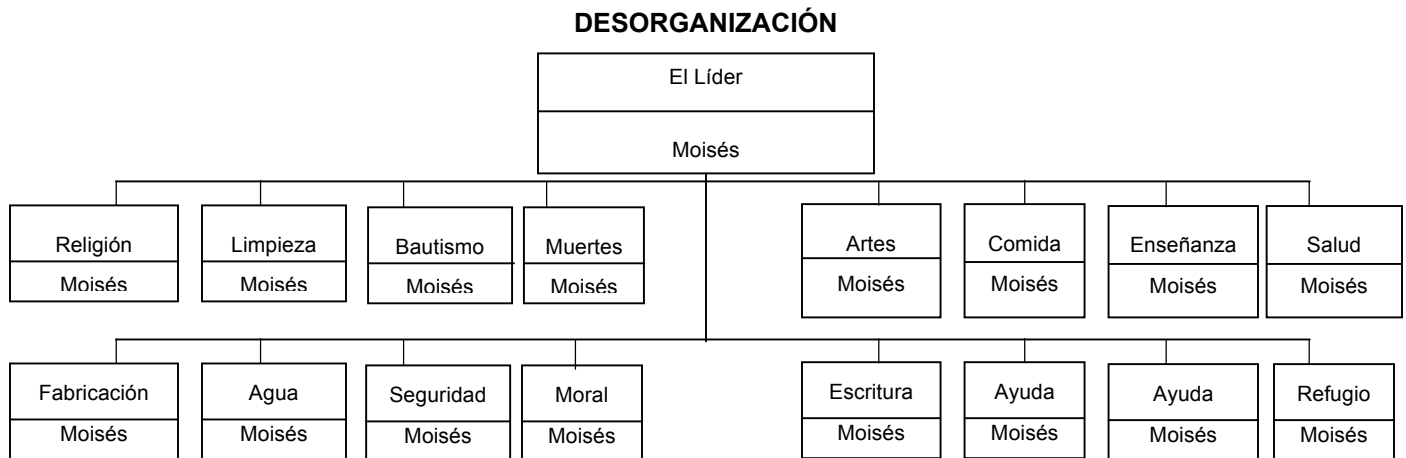 DESORGANIZACIÓN
El Líder
Moisés
Religión
Moisés
Limpieza
Moisés
Bautismo
Moisés
Muertes
Moisés
Artes
Moisés
Comida
Moisés
Enseñanza
Moisés
Salud
Moisés
Fabricación
Moisés
Agua
Moisés
Seguridad
Moisés
Moral
Moisés
Escritura
Moisés
Ayuda
Moisés
Ayuda
Moisés
Refugio
Moisés